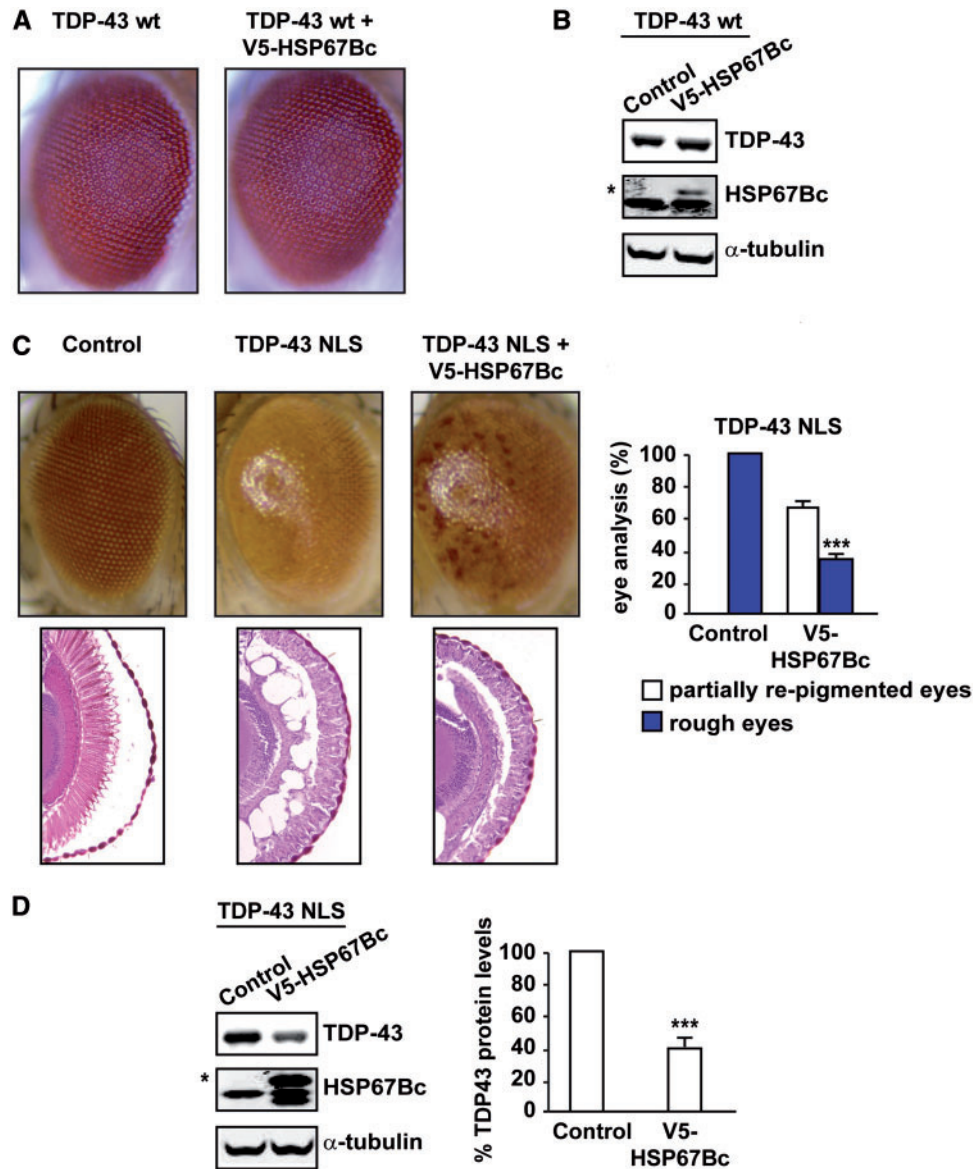 A
TDP-43 wt
TDP-43 wt +
V5-HSP67Bc
B
TDP-43 wt
Control
V5-HSP67Bc
TDP-43
*
HSP67Bc
α-tubulin
C
Control
TDP-43 NLS
TDP-43 NLS +
V5-HSP67Bc
TDP-43 NLS
eye analysis (%)
100
80
60
40
20
0
***
Control
V5-
HSP67Bc
partially re-pigmented eyes
rough eyes
D
TDP-43 NLS
Control
V5-HSP67Bc
TDP-43
*
HSP67Bc
α-tubulin
% TDP43 protein levels
100
80
60
40
20
0
***
Control
V5-
HSP67Bc